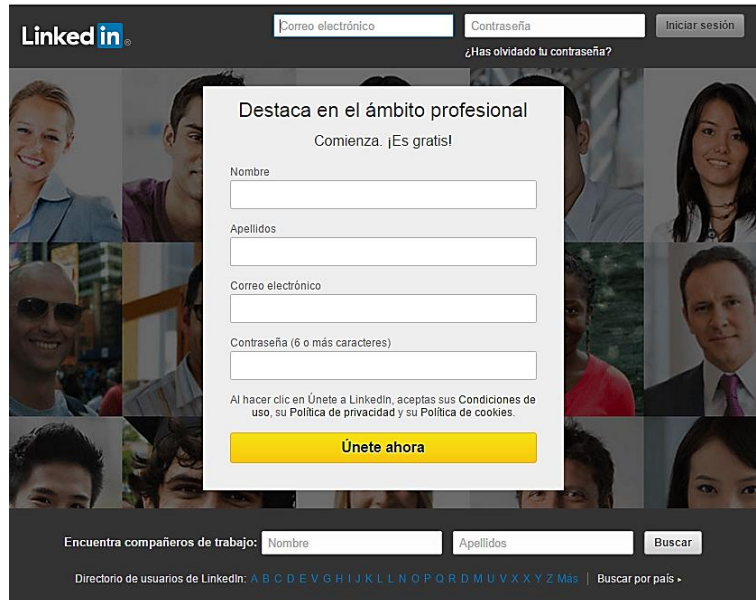 Linked in ®
Correo electrónico
Contraseña
Iniciar sesión
¿Has olvidado tu contraseña?
Destaca en el ámbito profesional
Comienza. ¡Es gratis!
Nombre
Apellidos
Correo electrónico
Contraseña (6 o más caracteres)
Al hacer clic en Únete a LinkedIn, aceptas sus Condiciones de
uso, su Política de privacidad y su Política de cookies.
Únete ahora
Encuentra compañeros de trabajo: Nombre Apellidos Buscar
Directorio de usuarios de LinkedIn: A B C D E V G H I J K L L N O P Q R D M U V X X Y Z Más | Buscar por país ▸